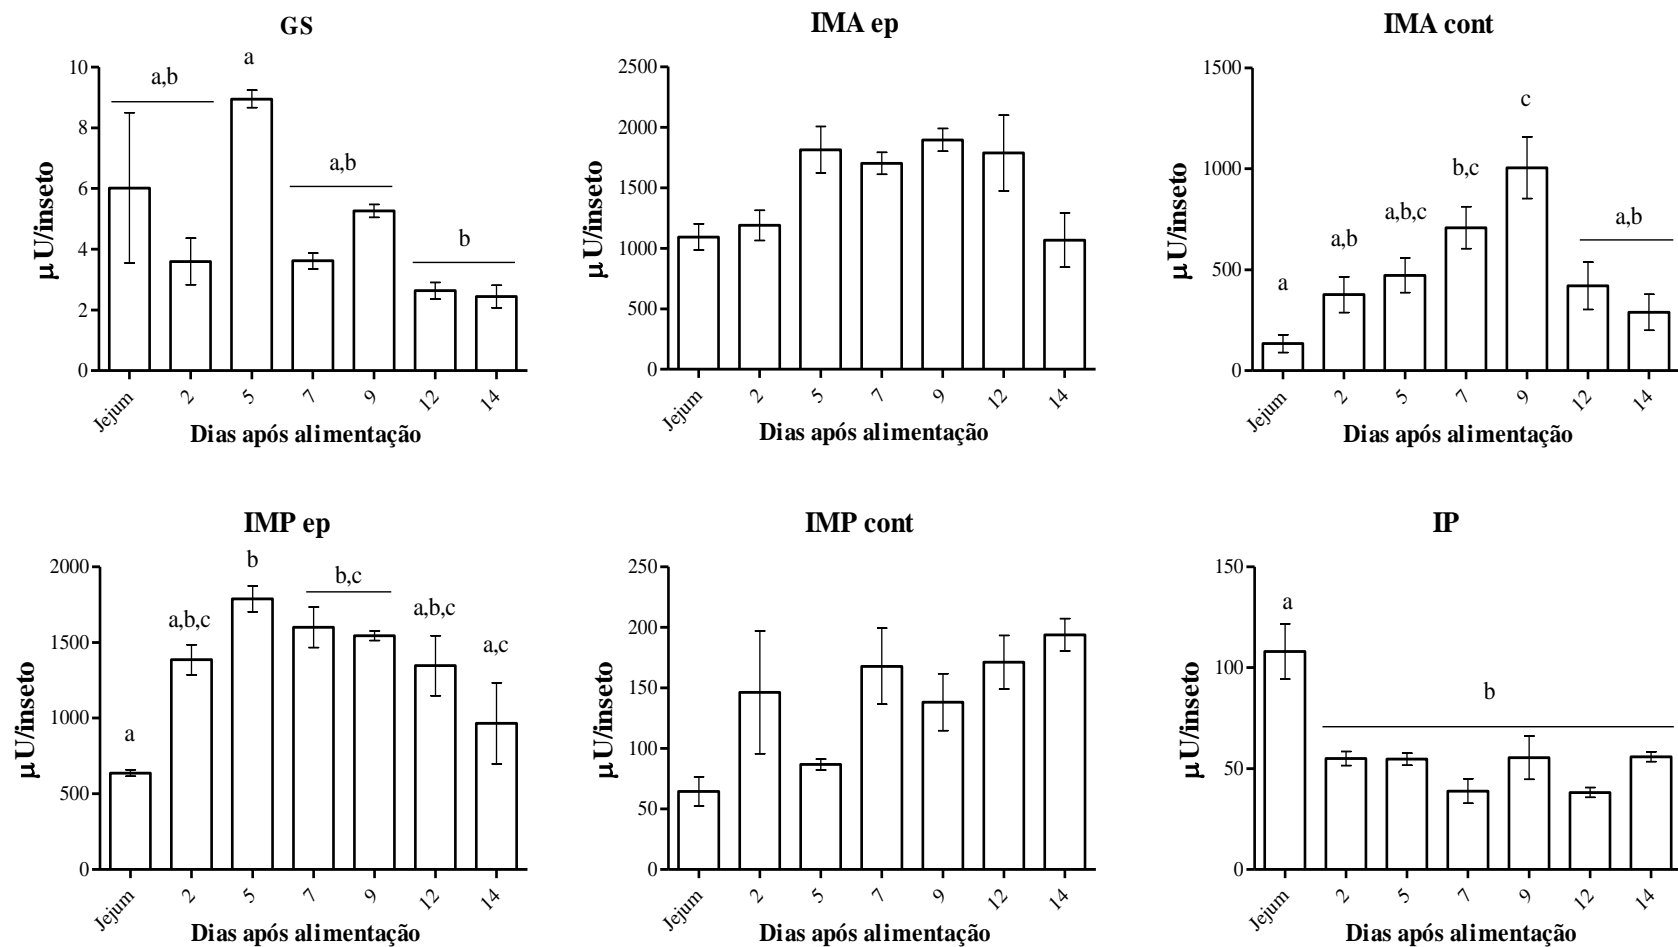 GS
a,b
a
a,b
b
10
8
6
4
2
0
µU/inseto
Jejum 2 5 7 9 12 14
Dias após alimentação
IMA ep
2500
2000
1500
1000
500
0
µU/inseto
Jejum 2 5 7 9 12 14
Dias após alimentação
IMA cont
1500
1000
500
0
µU/inseto
a
a,b
a,b,c
b,c
c
a,b
Jejum 2 5 7 9 12 14
Dias após alimentação
IMP ep
2000
1500
1000
500
0
µU/inseto
a
a,b,c
b
b,c
a,b,c
a,c
Jejum 2 5 7 9 12 14
Dias após alimentação
IMP cont
250
200
150
100
50
0
µU/inseto
Jejum 2 5 7 9 12 14
Dias após alimentação
IP
150
100
50
0
µU/inseto
a
b
Jejum 2 5 7 9 12 14
Dias após alimentação